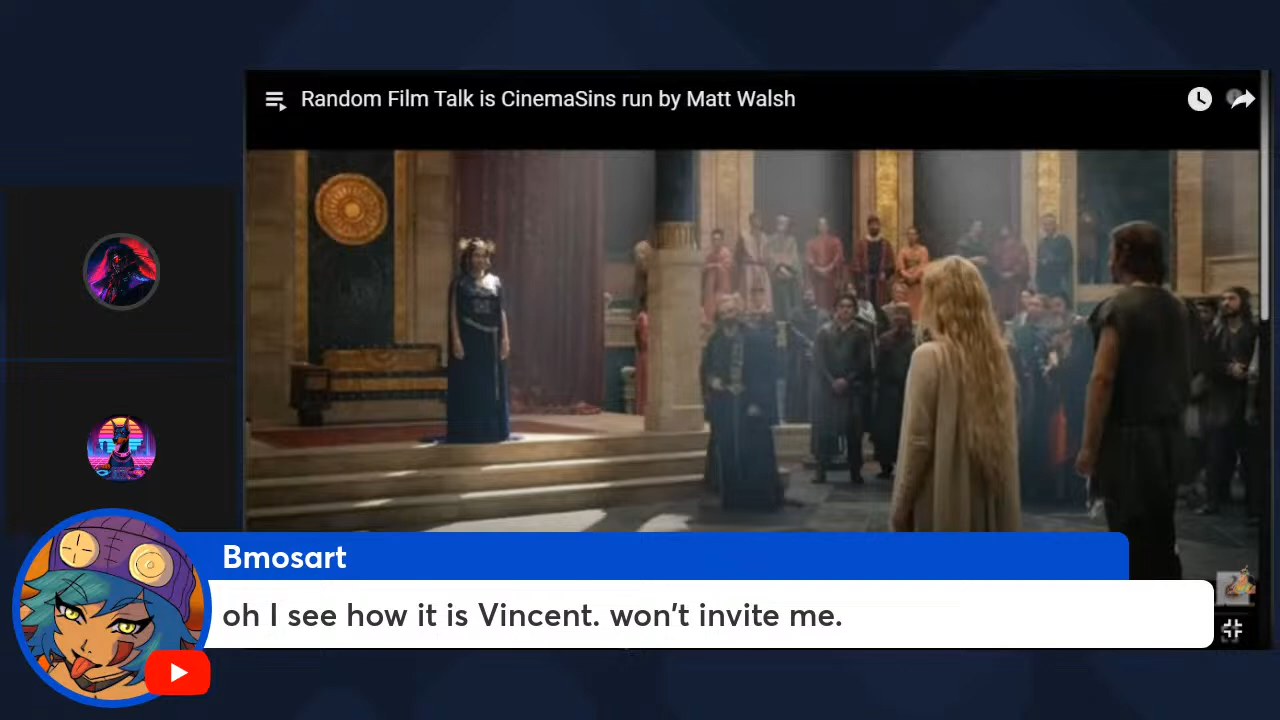 Random Film Talk is CinemaSins run by Matt Walsh
Bmosart
oh I see how it is Vincent. won't invite me.